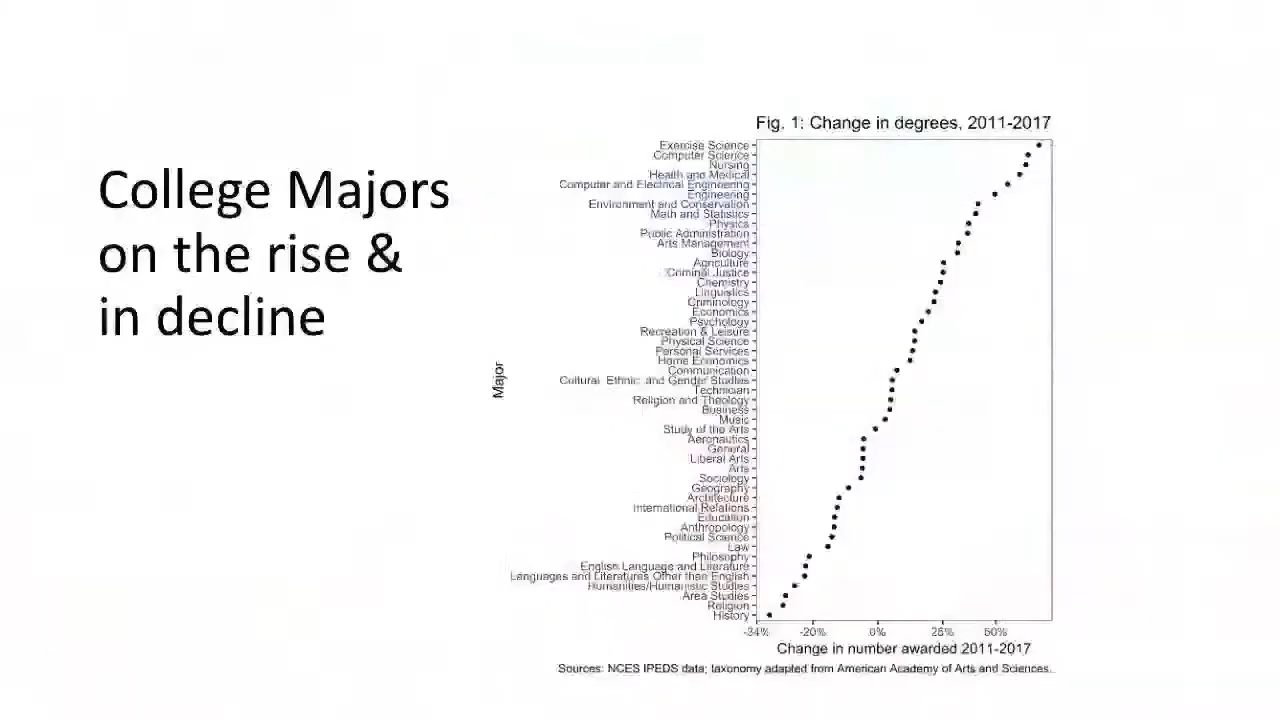 College Majors
on the rise &
in decline
Fig. 1: Change in degrees, 2011-2017
Exercise Science
Computer Science
Nursing
Health and Medical
Computer and Electrical Engineering
Engineering
Environment and Conservation
Math and Statistics
Physics
Public Administration
Arts Management
Biology
Agriculture
Criminal Justice
Chemistry
Linguistics
Criminology
Economics
Psychology
Recreation & Leisure
Physical Science
Personal Services
Home Economics
Communication
Cultural Ethnic and Gender Studies
Technician
Religion and Theology
Business
Music
Study of the Arts
Aeronautics
General
Liberal Arts
Arts
Sociology
Geography
Architecture
International Relations
Education
Anthropology
Political Science
Law
Philosophy
English Language and Literature
Languages and Literatures Other than English
Humanities/Humanistic Studies
Area Studies
Religion
History
Major
-34% -20% 0% 25% 50%
Change in number awarded 2011-2017
Sources: NCES IPEDS data; taxonomy adapted from American Academy of Arts and Sciences.